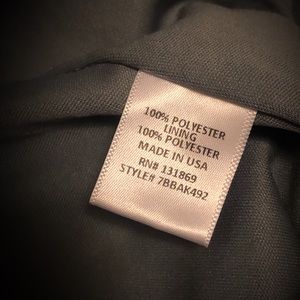 100% POLYESTER
LINING
100% POLYESTER
MADE IN USA
RN# 131869
STYLE# 7BBAK492